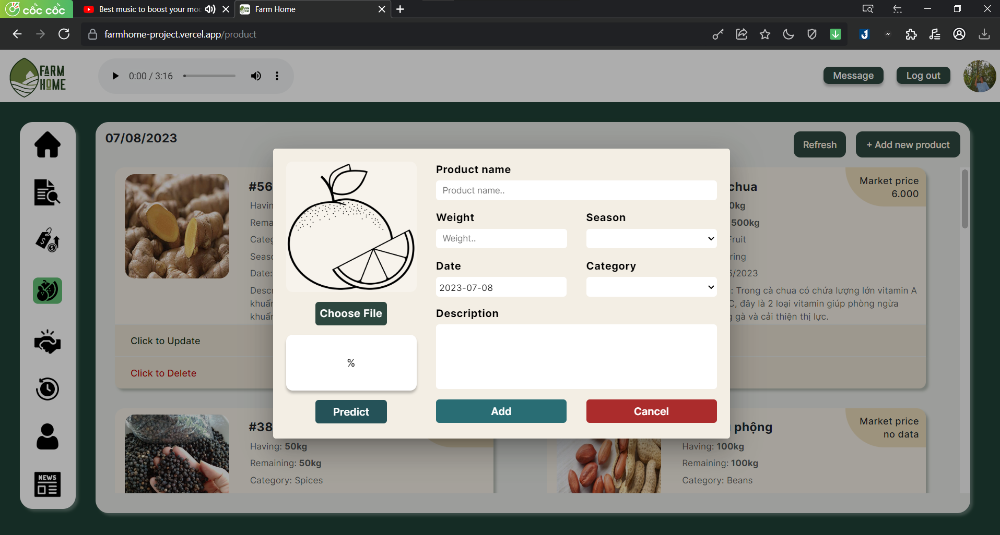 cốc cốc
Best music to boost your moo
Farm Home
farmhome-project.vercel.app/product
FARM
HOME
0:00 / 3:16
Message
Log out
07/08/2023
Refresh
+ Add new product
#56
Havin
Rema
Categ
Seaso
Date:
Descr
khuẩn
khuẩn
Click to Update
Click to Delete
Product name
Product name..
Weight
Season
Weight..
Date
Category
2023-07-08
Choose File
Description
%
Predict
Add
Cancel
chua
Market price
6.000
0kg
500kg
Fruit
ring
5/2023
: Trong cà chua có chứa lượng lớn vitamin A
C, đây là 2 loại vitamin giúp phòng ngừa
g gà và cải thiện thị lực.
#38
Having: 50kg
Remaining: 50kg
Category: Spices
phộng
Market price
no data
Having: 100kg
Remaining: 100kg
Category: Beans
NEWS